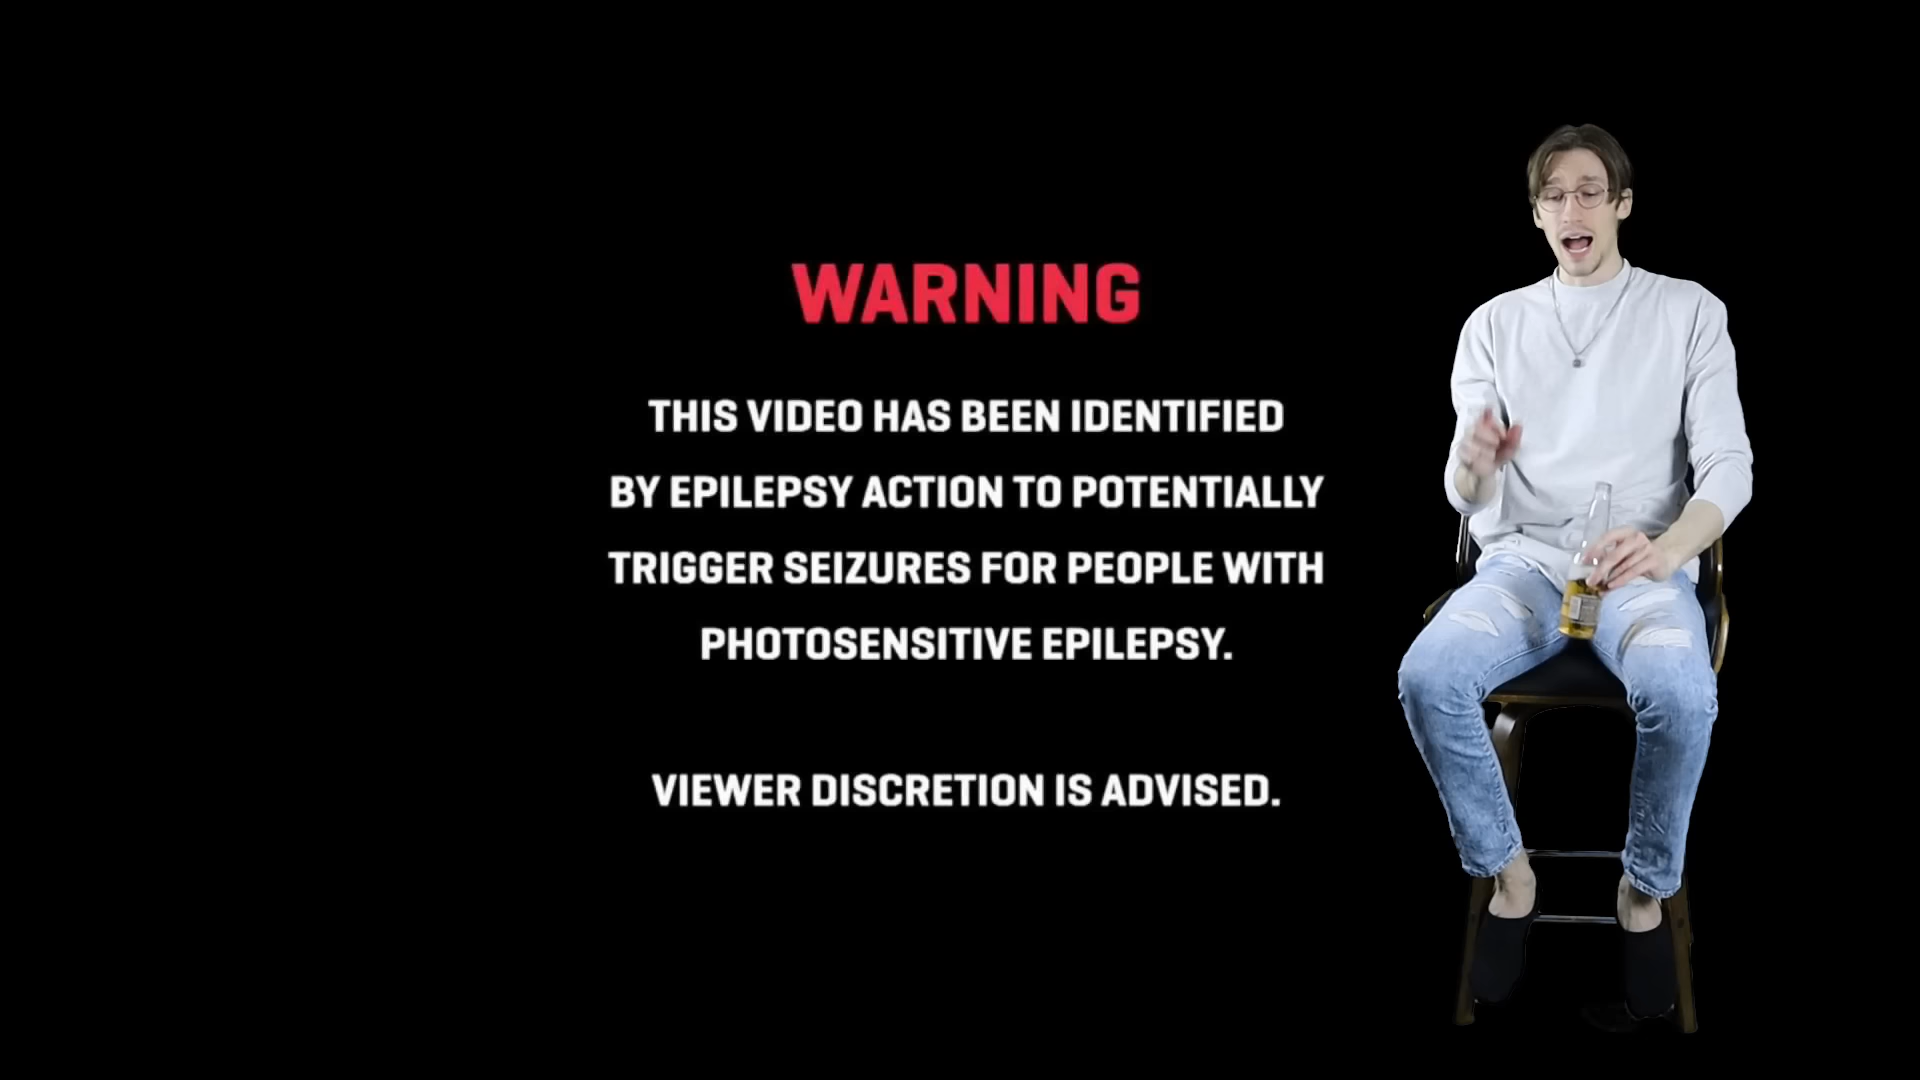 WARNING
THIS VIDEO HAS BEEN IDENTIFIED
BY EPILEPSY ACTION TO POTENTIALLY
TRIGGER SEIZURES FOR PEOPLE WITH
PHOTOSENSITIVE EPILEPSY.
VIEWER DISCRETION IS ADVISED.